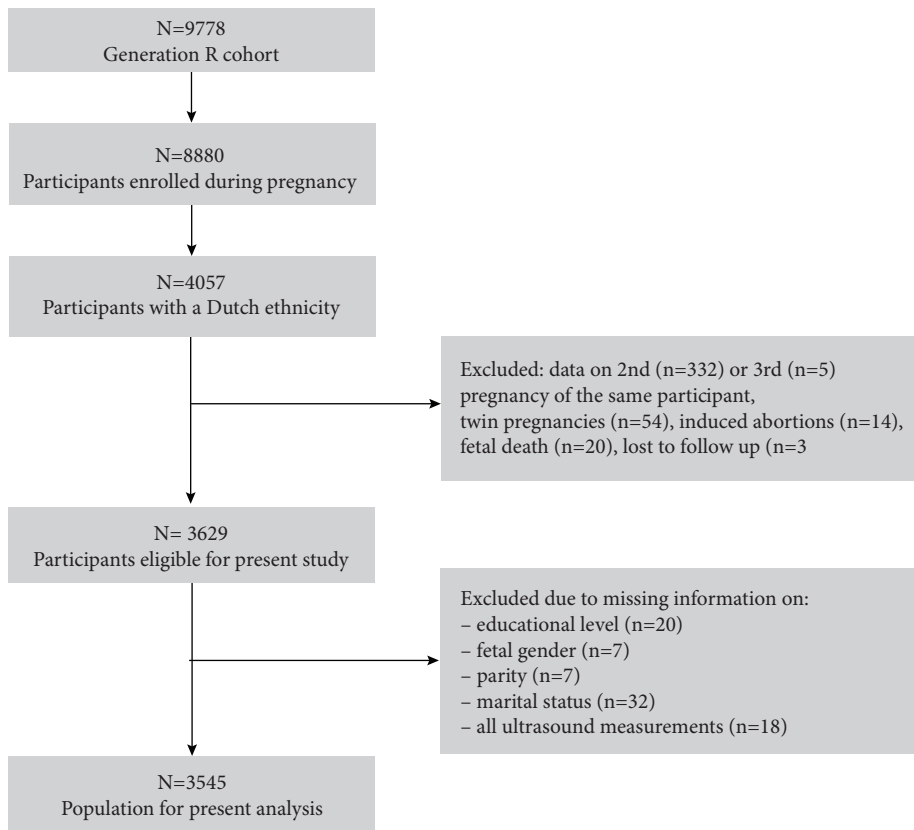 N=9778
Generation R cohort
N=8880
Participants enrolled during pregnancy
N=4057
Participants with a Dutch ethnicity
Excluded: data on 2nd (n=332) or 3rd (n=5)
pregnancy of the same participant,
twin pregnancies (n=54), induced abortions (n=14),
fetal death (n=20), lost to follow up (n=3
N= 3629
Participants eligible for present study
Excluded due to missing information on:
– educational level (n=20)
– fetal gender (n=7)
– parity (n=7)
– marital status (n=32)
– all ultrasound measurements (n=18)
N=3545
Population for present analysis